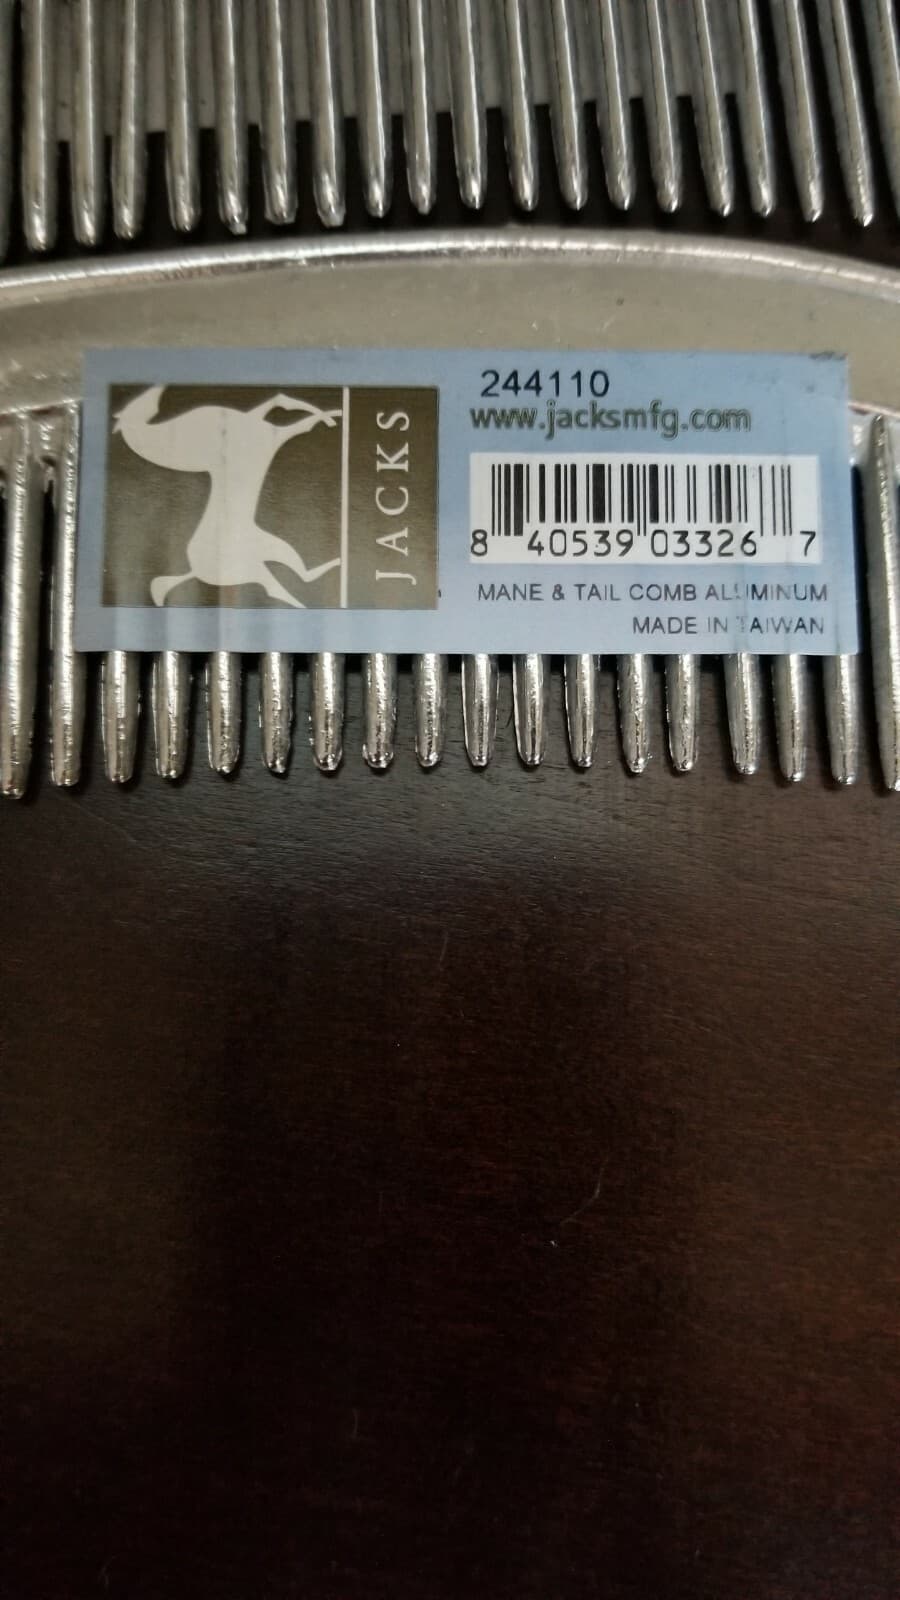 JACKS
244110
www.jacksmfg.com
8 40539 03326 7
MANE & TAIL COMB ALUMINUM
MADE IN TAIWAN